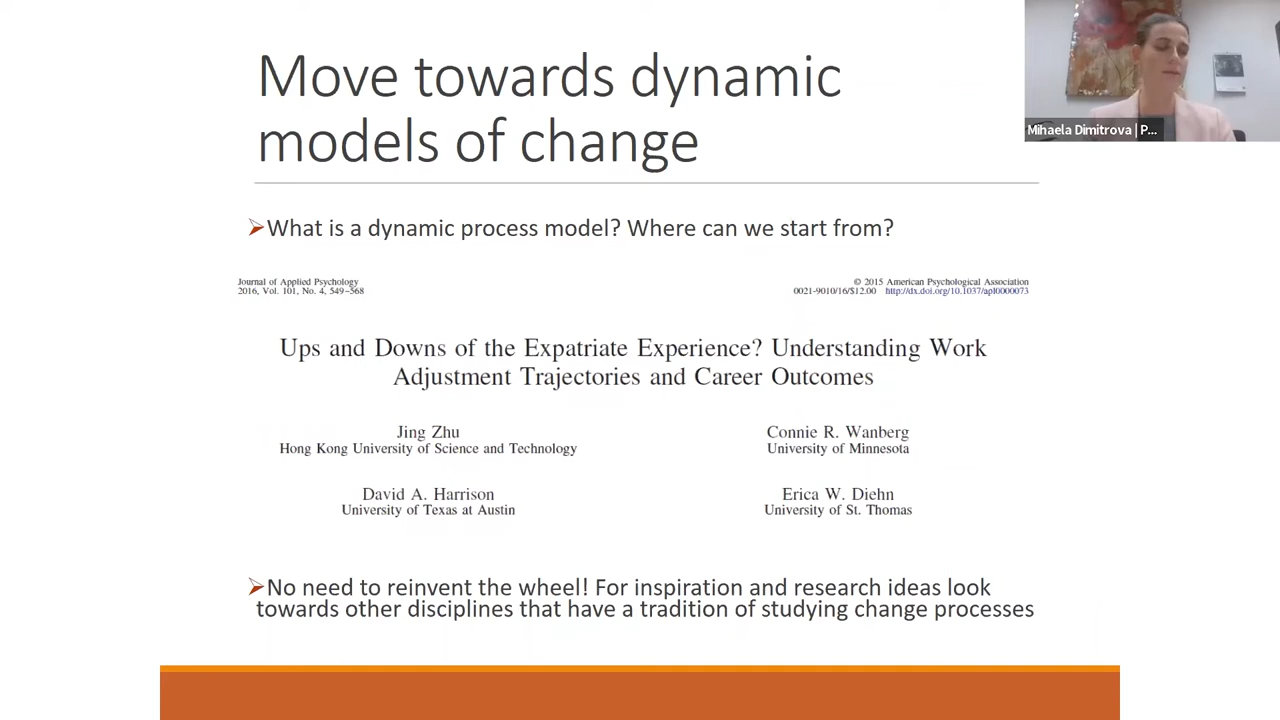 Move towards dynamic
models of change
Mihaela Dimitrova | P...
➢What is a dynamic process model? Where can we start from?
Journal of Applied Psychology
2016, Vol. 101, No. 4, 549–568
© 2015 American Psychological Association
0021-9010/16/$12.00 http://dx.doi.org/10.1037/apl0000073
Ups and Downs of the Expatriate Experience? Understanding Work
Adjustment Trajectories and Career Outcomes
Jing Zhu
Hong Kong University of Science and Technology
Connie R. Wanberg
University of Minnesota
David A. Harrison
University of Texas at Austin
Erica W. Diehn
University of St. Thomas
➢No need to reinvent the wheel! For inspiration and research ideas look
towards other disciplines that have a tradition of studying change processes